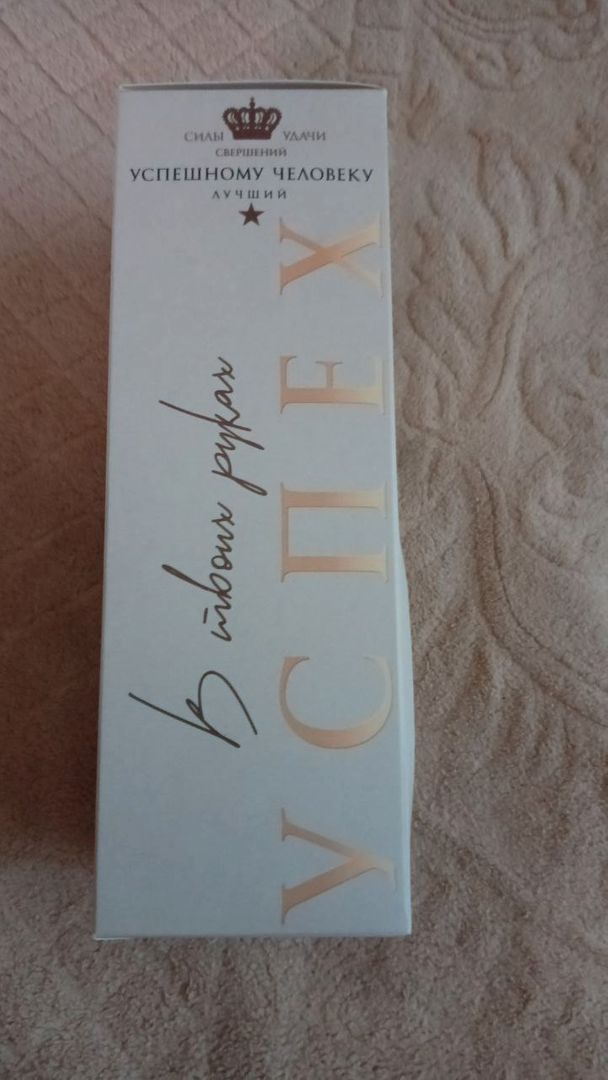 СИЛЫ УДАЧИ
СВЕРШЕНИЙ
УСПЕШНОМУ ЧЕЛОВЕКУ
ЛУЧШИЙ
В твоих руках
УСПЕХ